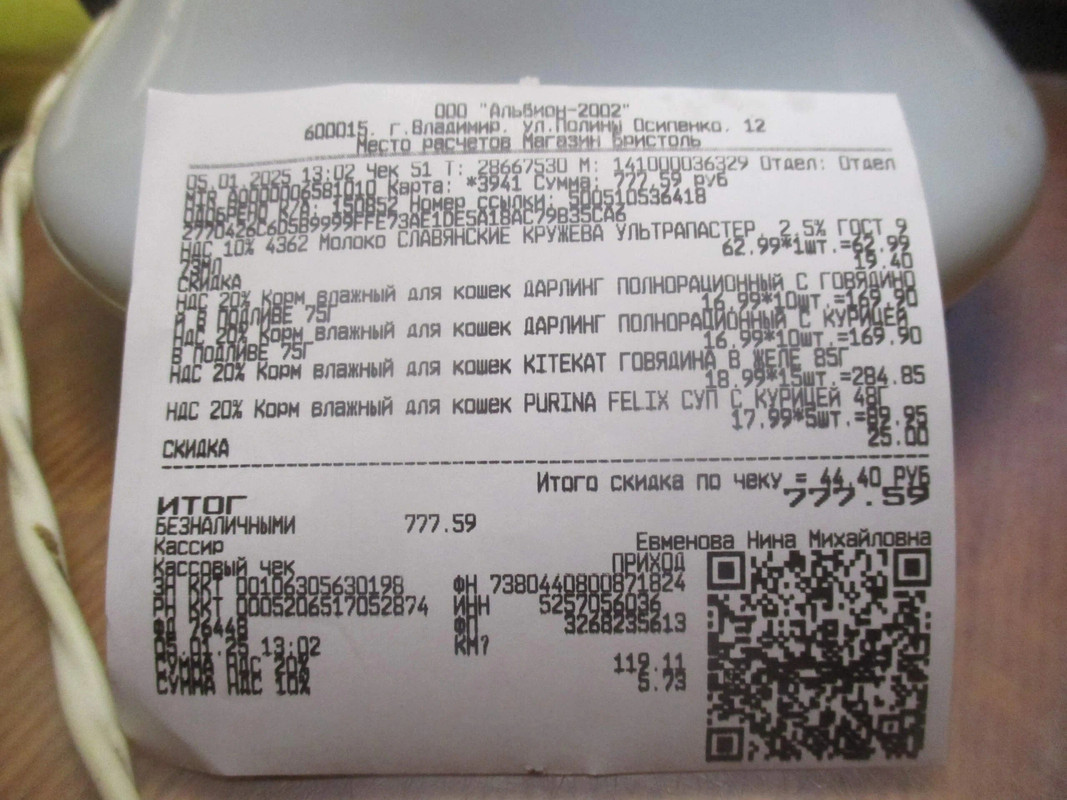 ООО "Альбион-2002"
600015, г.Владимир, ул.Полины Осипенко, 12
Место расчетов Магазин Бристоль
05.01.2025 13:02 Чек 51 Т: 28667530 М: 141000036329 Отдел: Отдел
MIR A0000006581010 Карта: *3941 Сумма: 777.59 руб
ОДОБРЕНО К/А: 150852 Номер ссылки: 500510536418
2770426C6D5B9999FFE73AE1DE5A18AC79B35CA6
НДС 10% 4362 Молоко СЛАВЯНСКИЕ КРУЖЕВА УЛЬТРАПАСТЕР. 2,5% ГОСТ 9
73МЛ 62.99*1шт.=62.99
СКИДКА 19.40
НДС 20% Корм влажный для кошек ДАРЛИНГ ПОЛНОРАЦИОННЫЙ С ГОВЯДИНО
В ПОДЛИВЕ 75Г 16.99*10шт.=169.90
НДС 20% Корм влажный для кошек ДАРЛИНГ ПОЛНОРАЦИОННЫЙ С КУРИЦЕЙ
В ПОДЛИВЕ 75Г 16.99*10шт.=169.90
НДС 20% Корм влажный для кошек KITEKAT ГОВЯДИНА В ЖЕЛЕ 85Г
18.99*15шт.=284.85
НДС 20% Корм влажный для кошек PURINA FELIX СУП С КУРИЦЕЙ 48Г
17.99*5шт.=89.95
СКИДКА 25.00
Итого скидка по чеку = 44.40 РУБ
ИТОГ 777.59
БЕЗНАЛИЧНЫМИ 777.59
Кассир Евменова Нина Михайловна
Кассовый чек ПРИХОД
ЗН ККТ 00106305630198 ФН 7380440800871824
РН ККТ 0005206517052874 ИНН 5257056036
ФД 76448 ФП 3268235613
05.01.25 13:02 КМ?
СУММА НДС 20% 119.11
СУММА НДС 10% 5.73